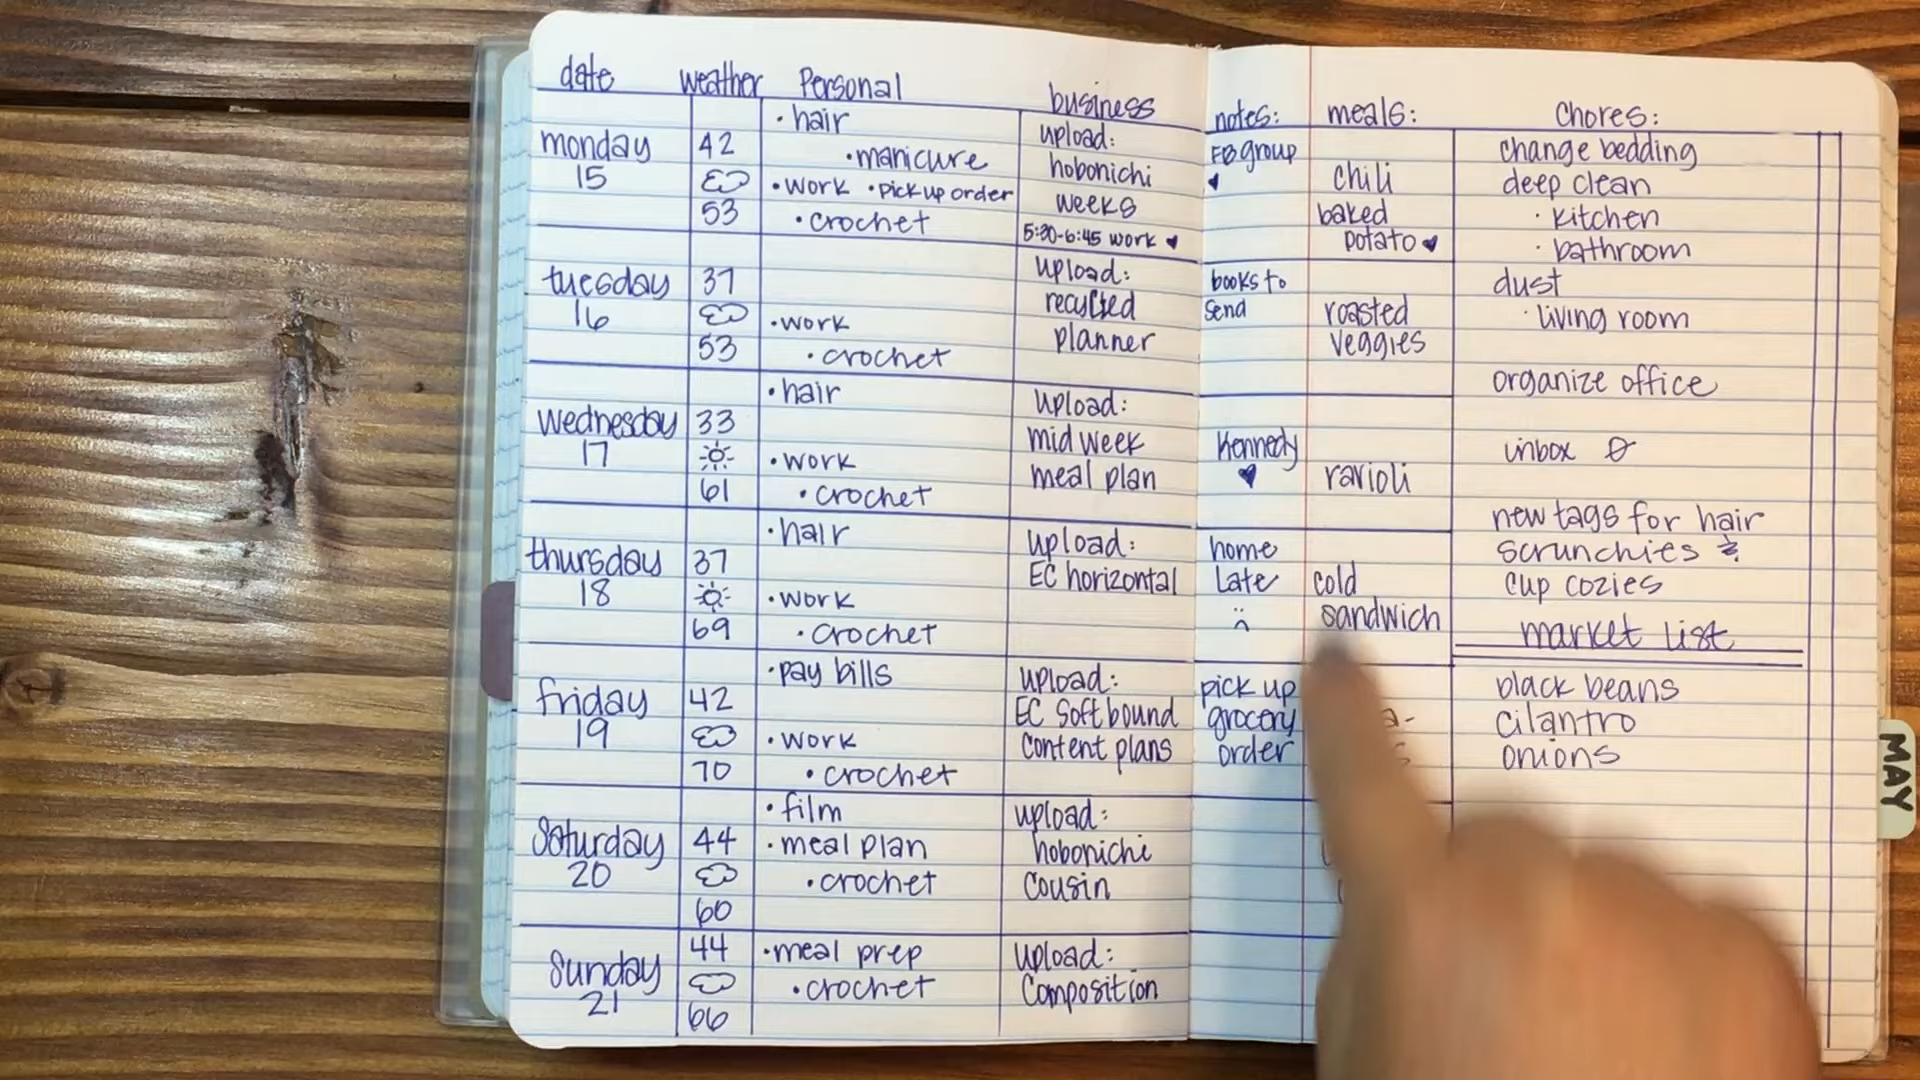 date weather Personal business notes: meals: Chores:
monday
15
42
53
• hair
• manicure
• work • pick up order
• crochet
upload:
hobonichi
weeks
5:30-6:45 work ♥
FB group
♥
chili
baked
potato ♥
tuesday
16
37
53
• work
• crochet
upload:
recycled
planner
books to
send
roasted
veggies
wednesday
17
33
61
• hair
• work
• crochet
upload:
mid week
meal plan
Kennedy
♥
ravioli
thursday
18
37
69
• hair
• work
• crochet
upload:
EC horizontal
home
late
cold
sandwich
friday
19
42
70
• pay bills
• work
• crochet
upload:
EC Softbound
Content plans
pick up
grocery
order
Saturday
20
44
60
• film
• meal plan
• crochet
upload:
hobonichi
Cousin
Sunday
21
44
66
• meal prep
• crochet
upload:
Composition
change bedding
deep clean
• kitchen
• bathroom
dust
• living room
organize office
inbox
new tags for hair
scrunchies &
cup cozies
market list
black beans
cilantro
onions
MAY